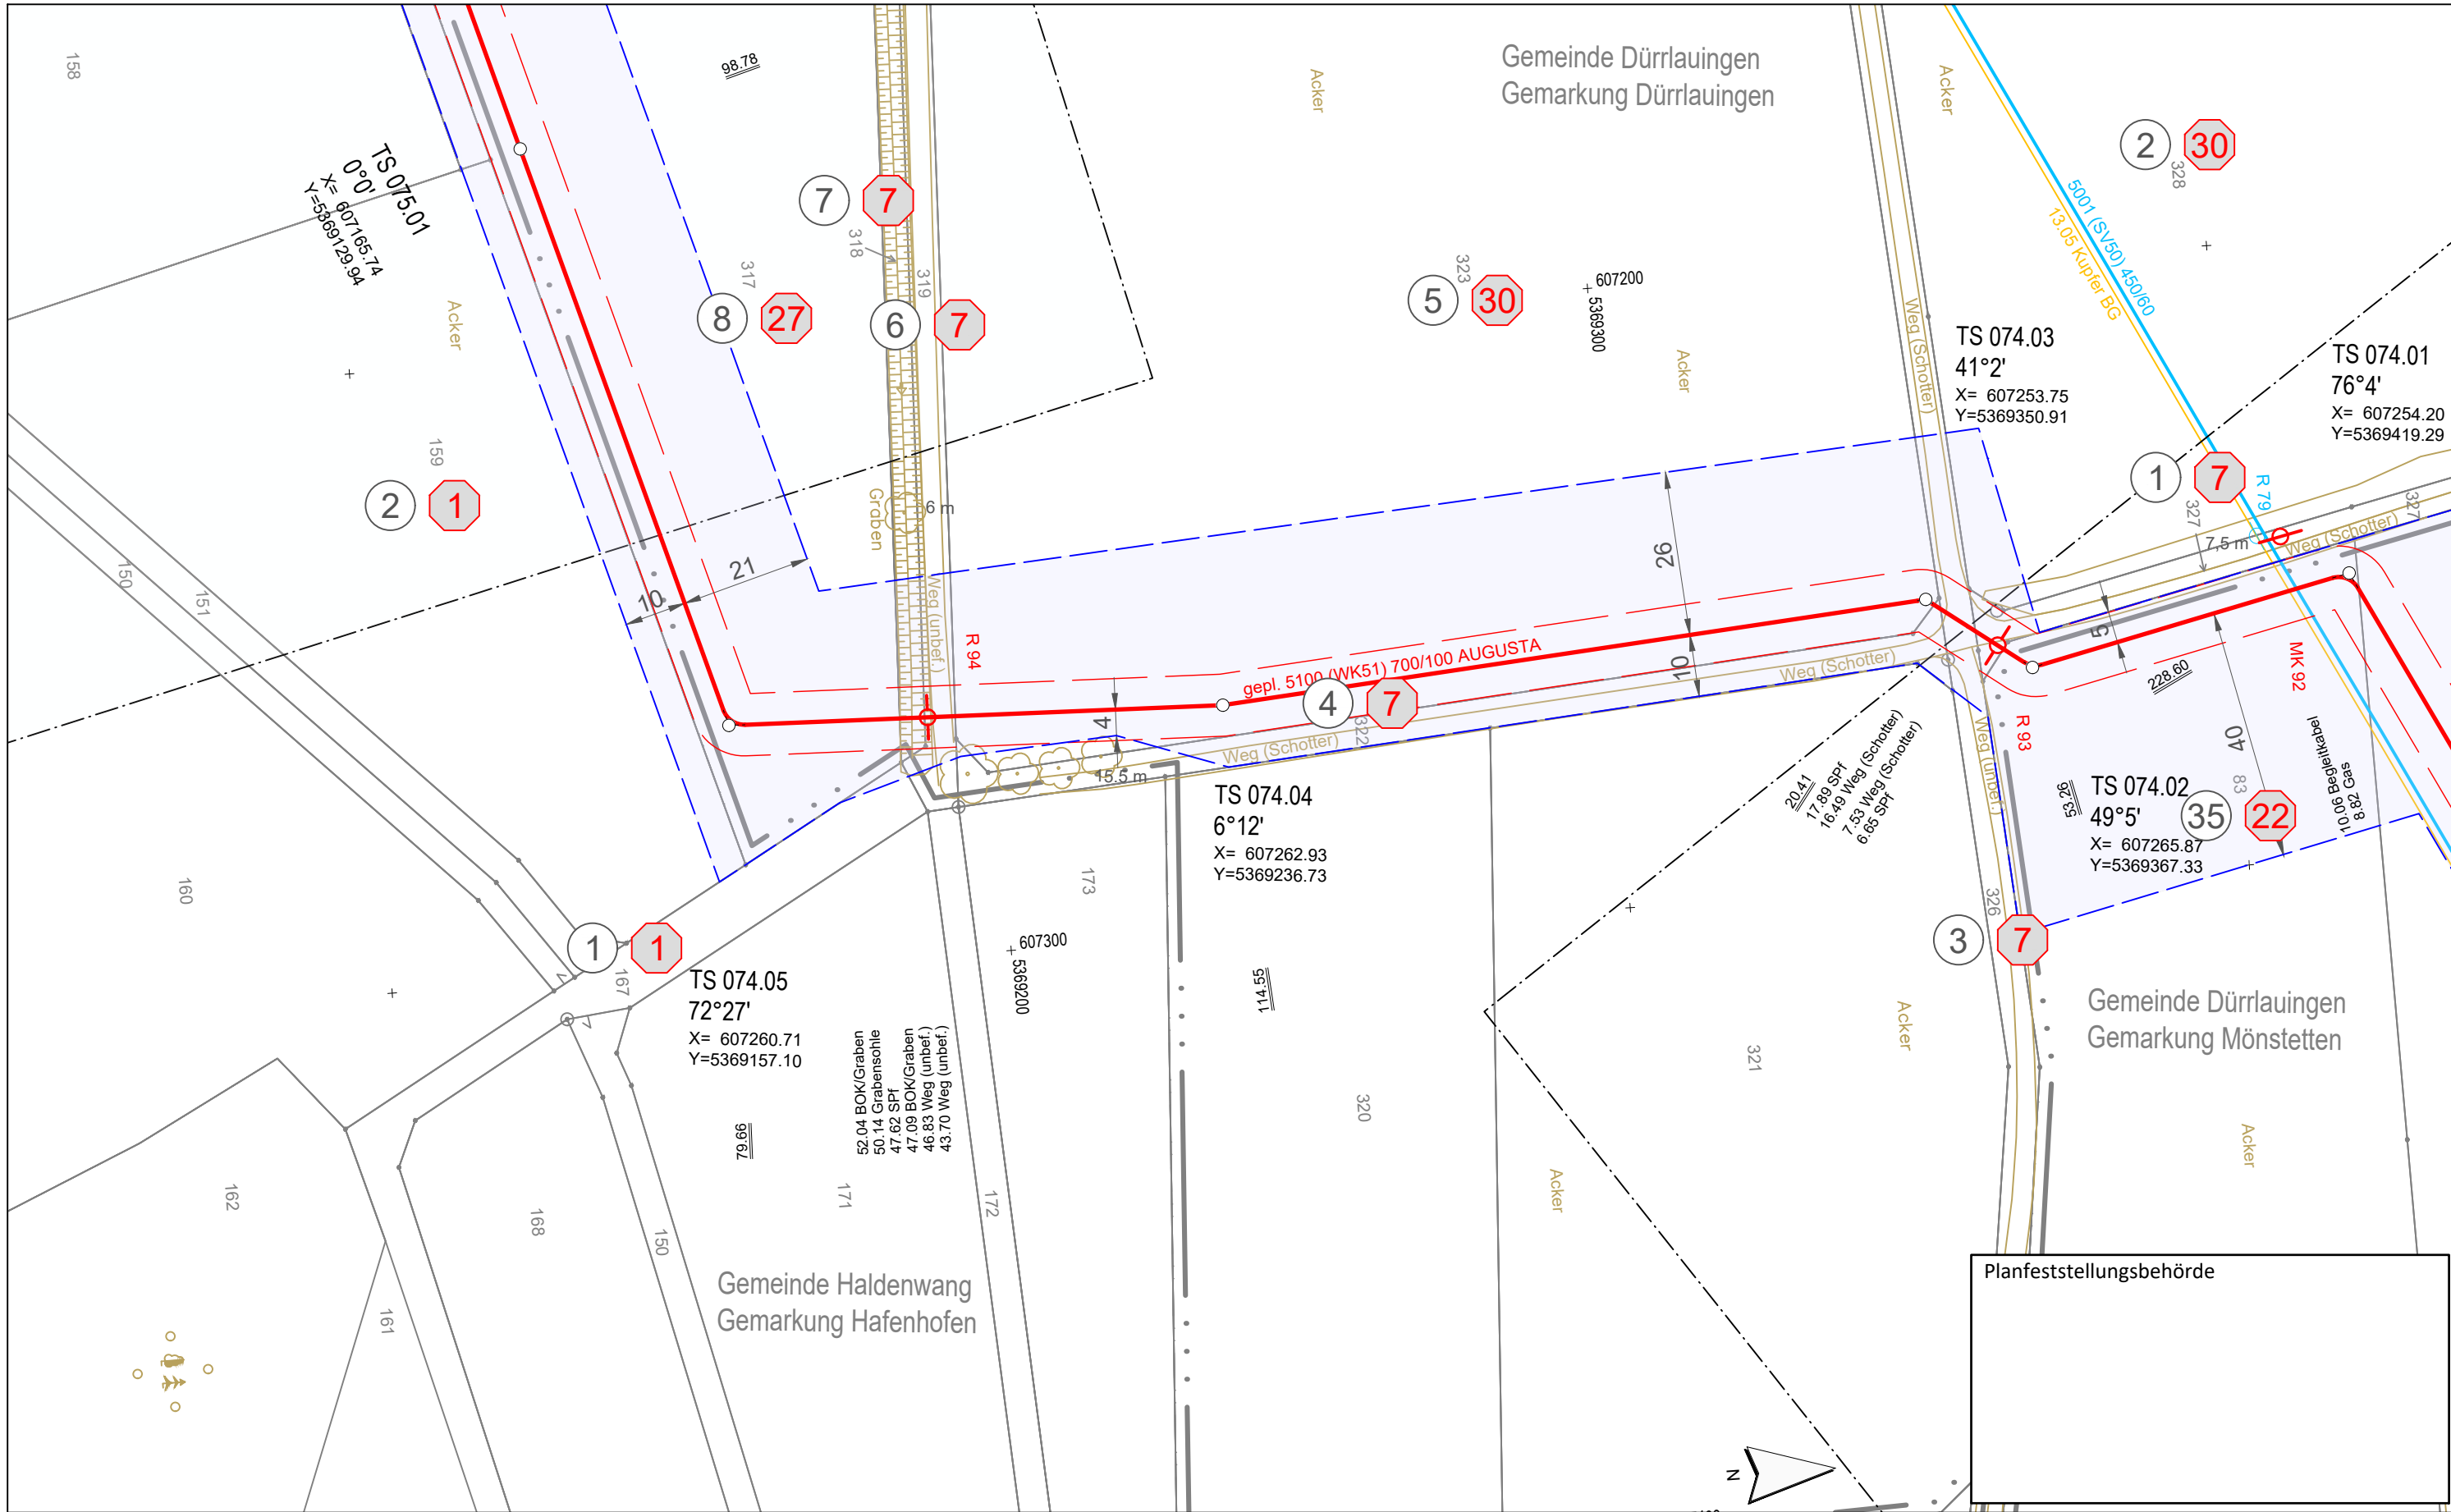 158
98.78
Gemeinde Dürrlauingen
Gemarkung Dürrlauingen
Acker
Acker
2
30
328
5001 (SV50) 450/60
13.05 Kupfer BG
TS 075.01
0°0'
X= 607165.74
Y=5369129.94
7
7
318
319
317
8
27
6
7
323
5
30
607200
5369300
Acker
Acker
Weg (Schotter)
TS 074.03
41°2'
X= 607253.75
Y=5369350.91
TS 074.01
76°4'
X= 607254.20
Y=5369419.29
159
2
1
Graben
6 m
1
7
R 79
327
327
7,5 m
Weg (Schotter)
26
21
10
150
151
Weg (unbef.)
R 94
gepl. 5100 (WK51) 700/100 AUGUSTA
10
Weg (Schotter)
5
228.60
MK 92
4
4
7
322
Weg (Schotter)
15.5 m
R 93
Weg (unbef.)
40
20.41
17.89 SPf
16.49 Weg (Schotter)
7.53 Weg (Schotter)
6.65 SPf
53.26
TS 074.02
49°5'
X= 607265.87
Y=5369367.33
83
35
22
10.06 Begleitkabel
8.82 Gas
TS 074.04
6°12'
X= 607262.93
Y=5369236.73
160
173
326
3
7
1
1
167
607300
5369200
114.55
TS 074.05
72°27'
X= 607260.71
Y=5369157.10
79.66
52.04 BOK/Graben
50.14 Grabensohle
47.62 SPf
47.09 BOK/Graben
46.83 Weg (unbef.)
43.70 Weg (unbef.)
Acker
Gemeinde Dürrlauingen
Gemarkung Mönstetten
321
320
Acker
Acker
162
168
150
171
172
161
Gemeinde Haldenwang
Gemarkung Hafenhofen
Planfeststellungsbehörde
N